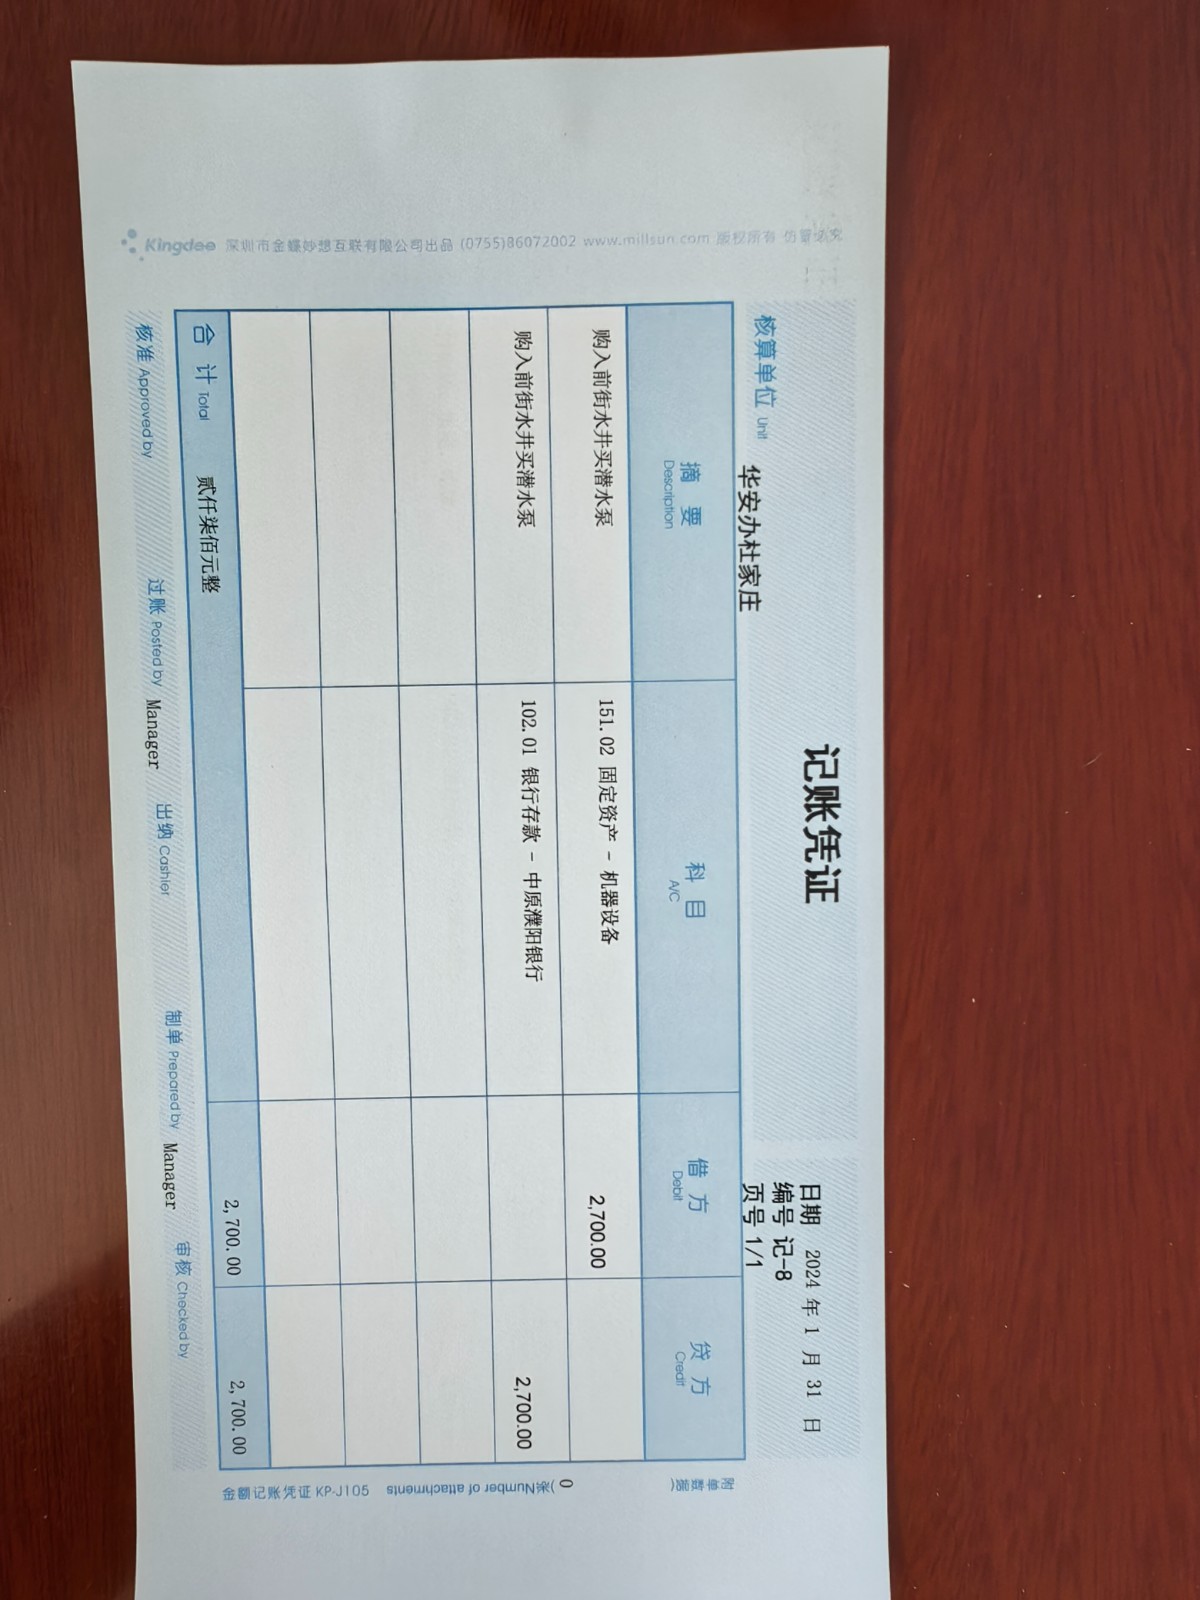 记账凭证
日期 2024 年 1 月 31 日
编号 记-8
核算单位 Unit 华安办杜家庄
页号 1/1
摘 要 科 目 借 方 贷 方
Description A/C Debit Credit
购入前街水井买潜水泵 151.02 固定资产 - 机器设备 2,700.00
购入前街水井买潜水泵 102.01 银行存款 - 中原濮阳银行 2,700.00
合 计 Total 贰仟柒佰元整 2,700.00 2,700.00
核准 Approved by 过账 Posted by Manager 出纳 Cashier 制单 Prepared by Manager 审核 Checked by
附单数据( 0 )张Number of attachments
金额记账凭证 KP-J105
Kingdee 深圳市金蝶妙想互联有限公司出品 (0755)86072002 www.millsun.com 版权所有 仿冒必究